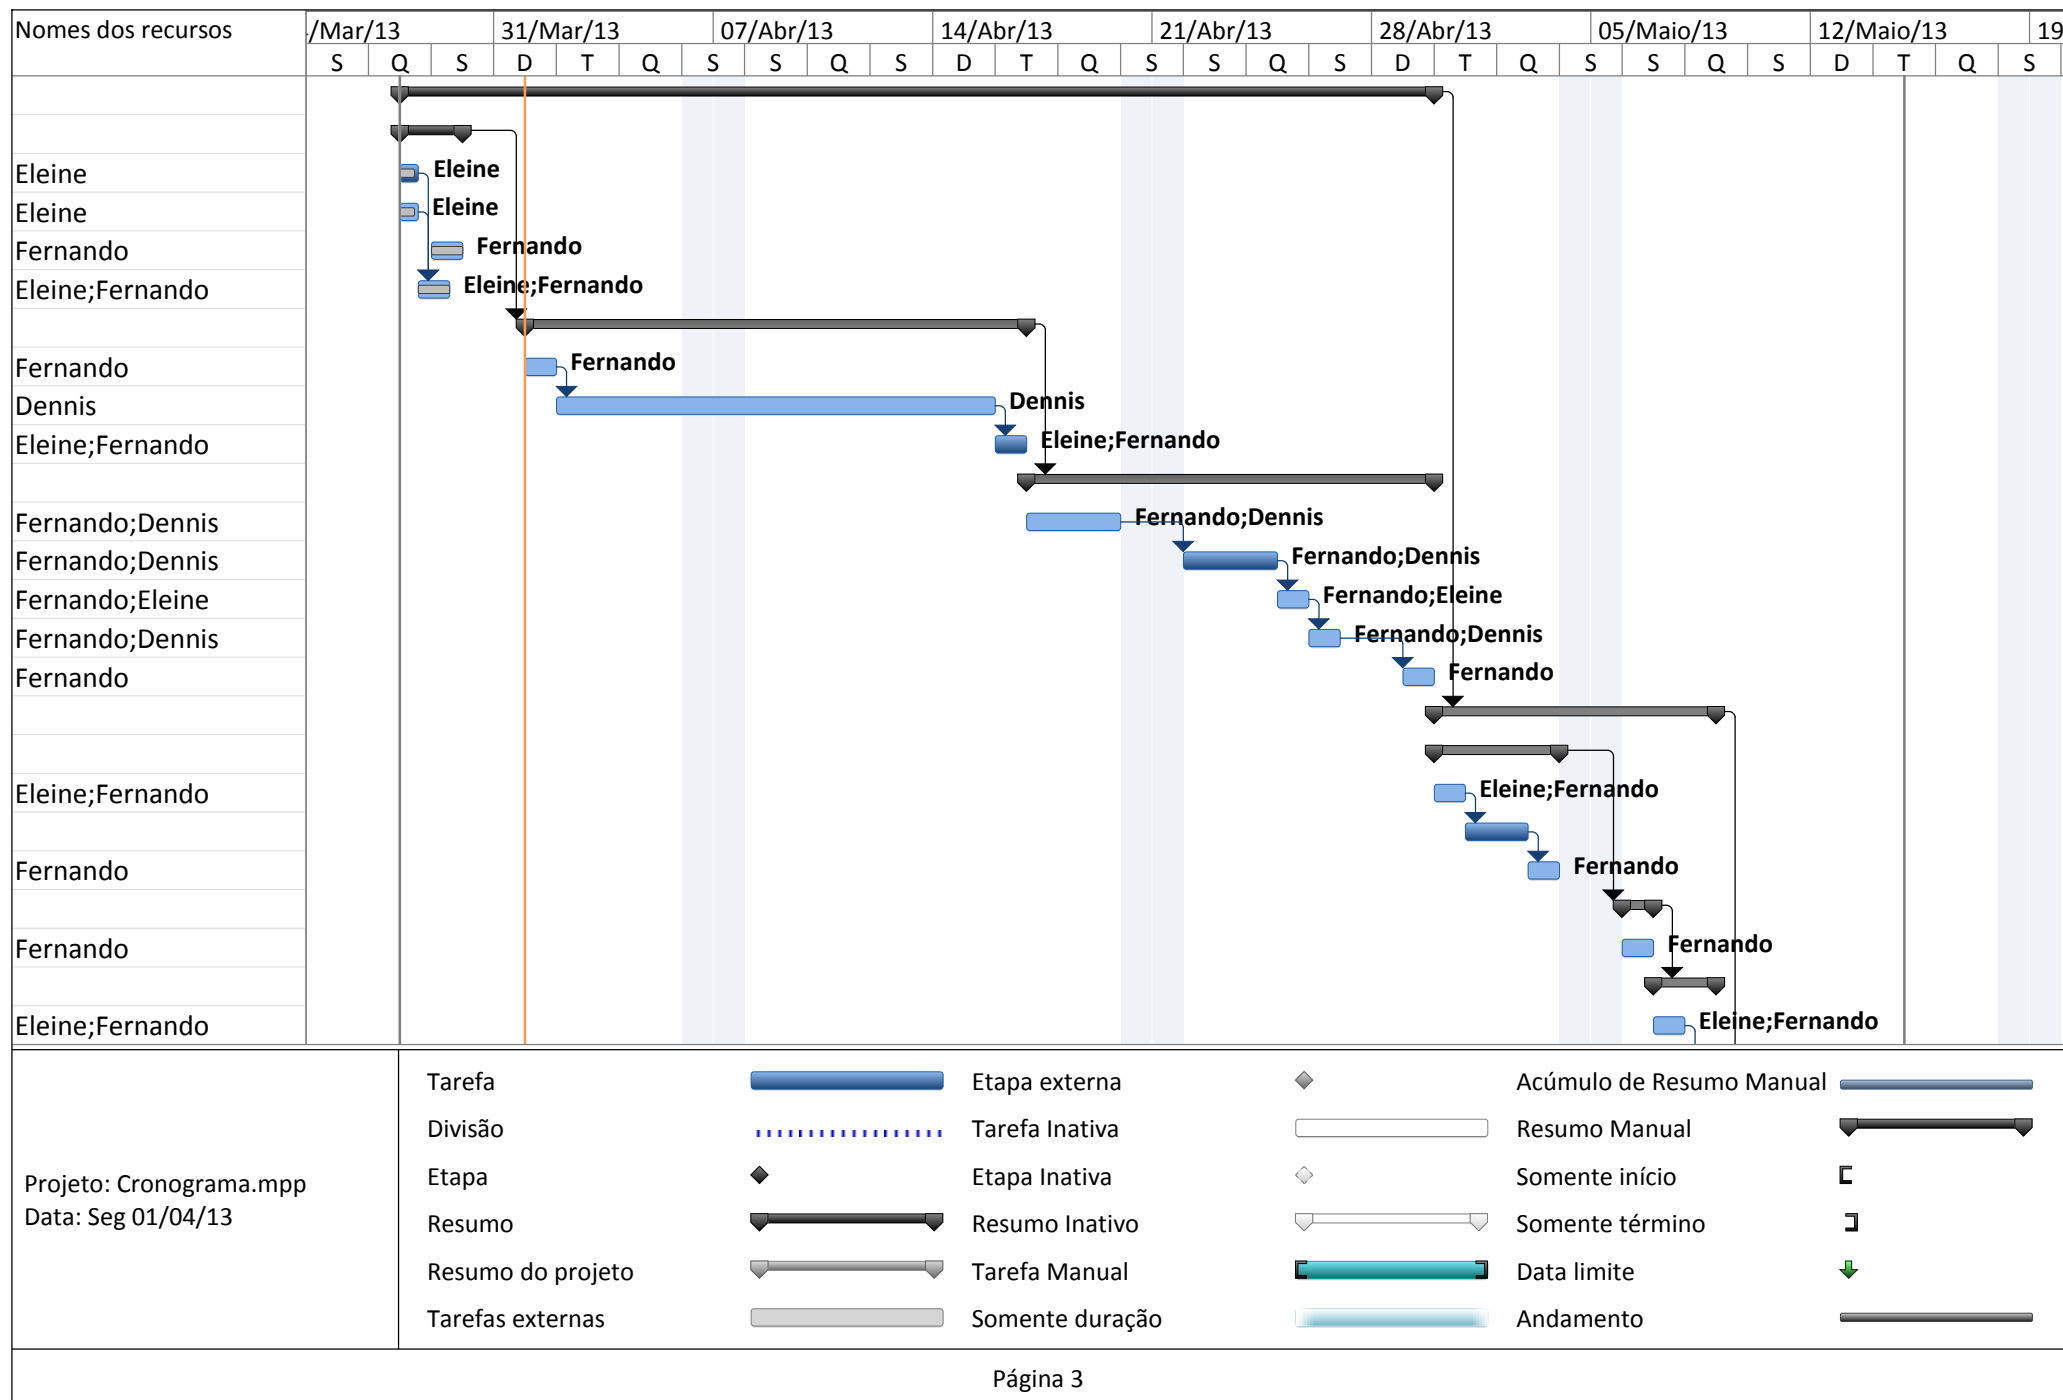 Nomes dos recursos
/Mar/13 31/Mar/13 07/Abr/13 14/Abr/13 21/Abr/13 28/Abr/13 05/Maio/13 12/Maio/13 19
S Q S D T Q S S Q S D T Q S S Q S D T Q S S Q S D T Q S
Eleine Eleine
Eleine Eleine
Fernando Fernando
Eleine;Fernando Eleine;Fernando
Fernando Fernando
Dennis Dennis
Eleine;Fernando Eleine;Fernando
Fernando;Dennis Fernando;Dennis
Fernando;Dennis Fernando;Dennis
Fernando;Eleine Fernando;Eleine
Fernando;Dennis Fernando;Dennis
Fernando Fernando
Eleine;Fernando Eleine;Fernando
Fernando Fernando
Fernando Fernando
Eleine;Fernando Eleine;Fernando
Projeto: Cronograma.mpp
Data: Seg 01/04/13
Tarefa
Divisão
Etapa
Resumo
Resumo do projeto
Tarefas externas
Etapa externa
Tarefa Inativa
Etapa Inativa
Resumo Inativo
Tarefa Manual
Somente duração
Acúmulo de Resumo Manual
Resumo Manual
Somente início
Somente término
Data limite
Andamento
Página 3